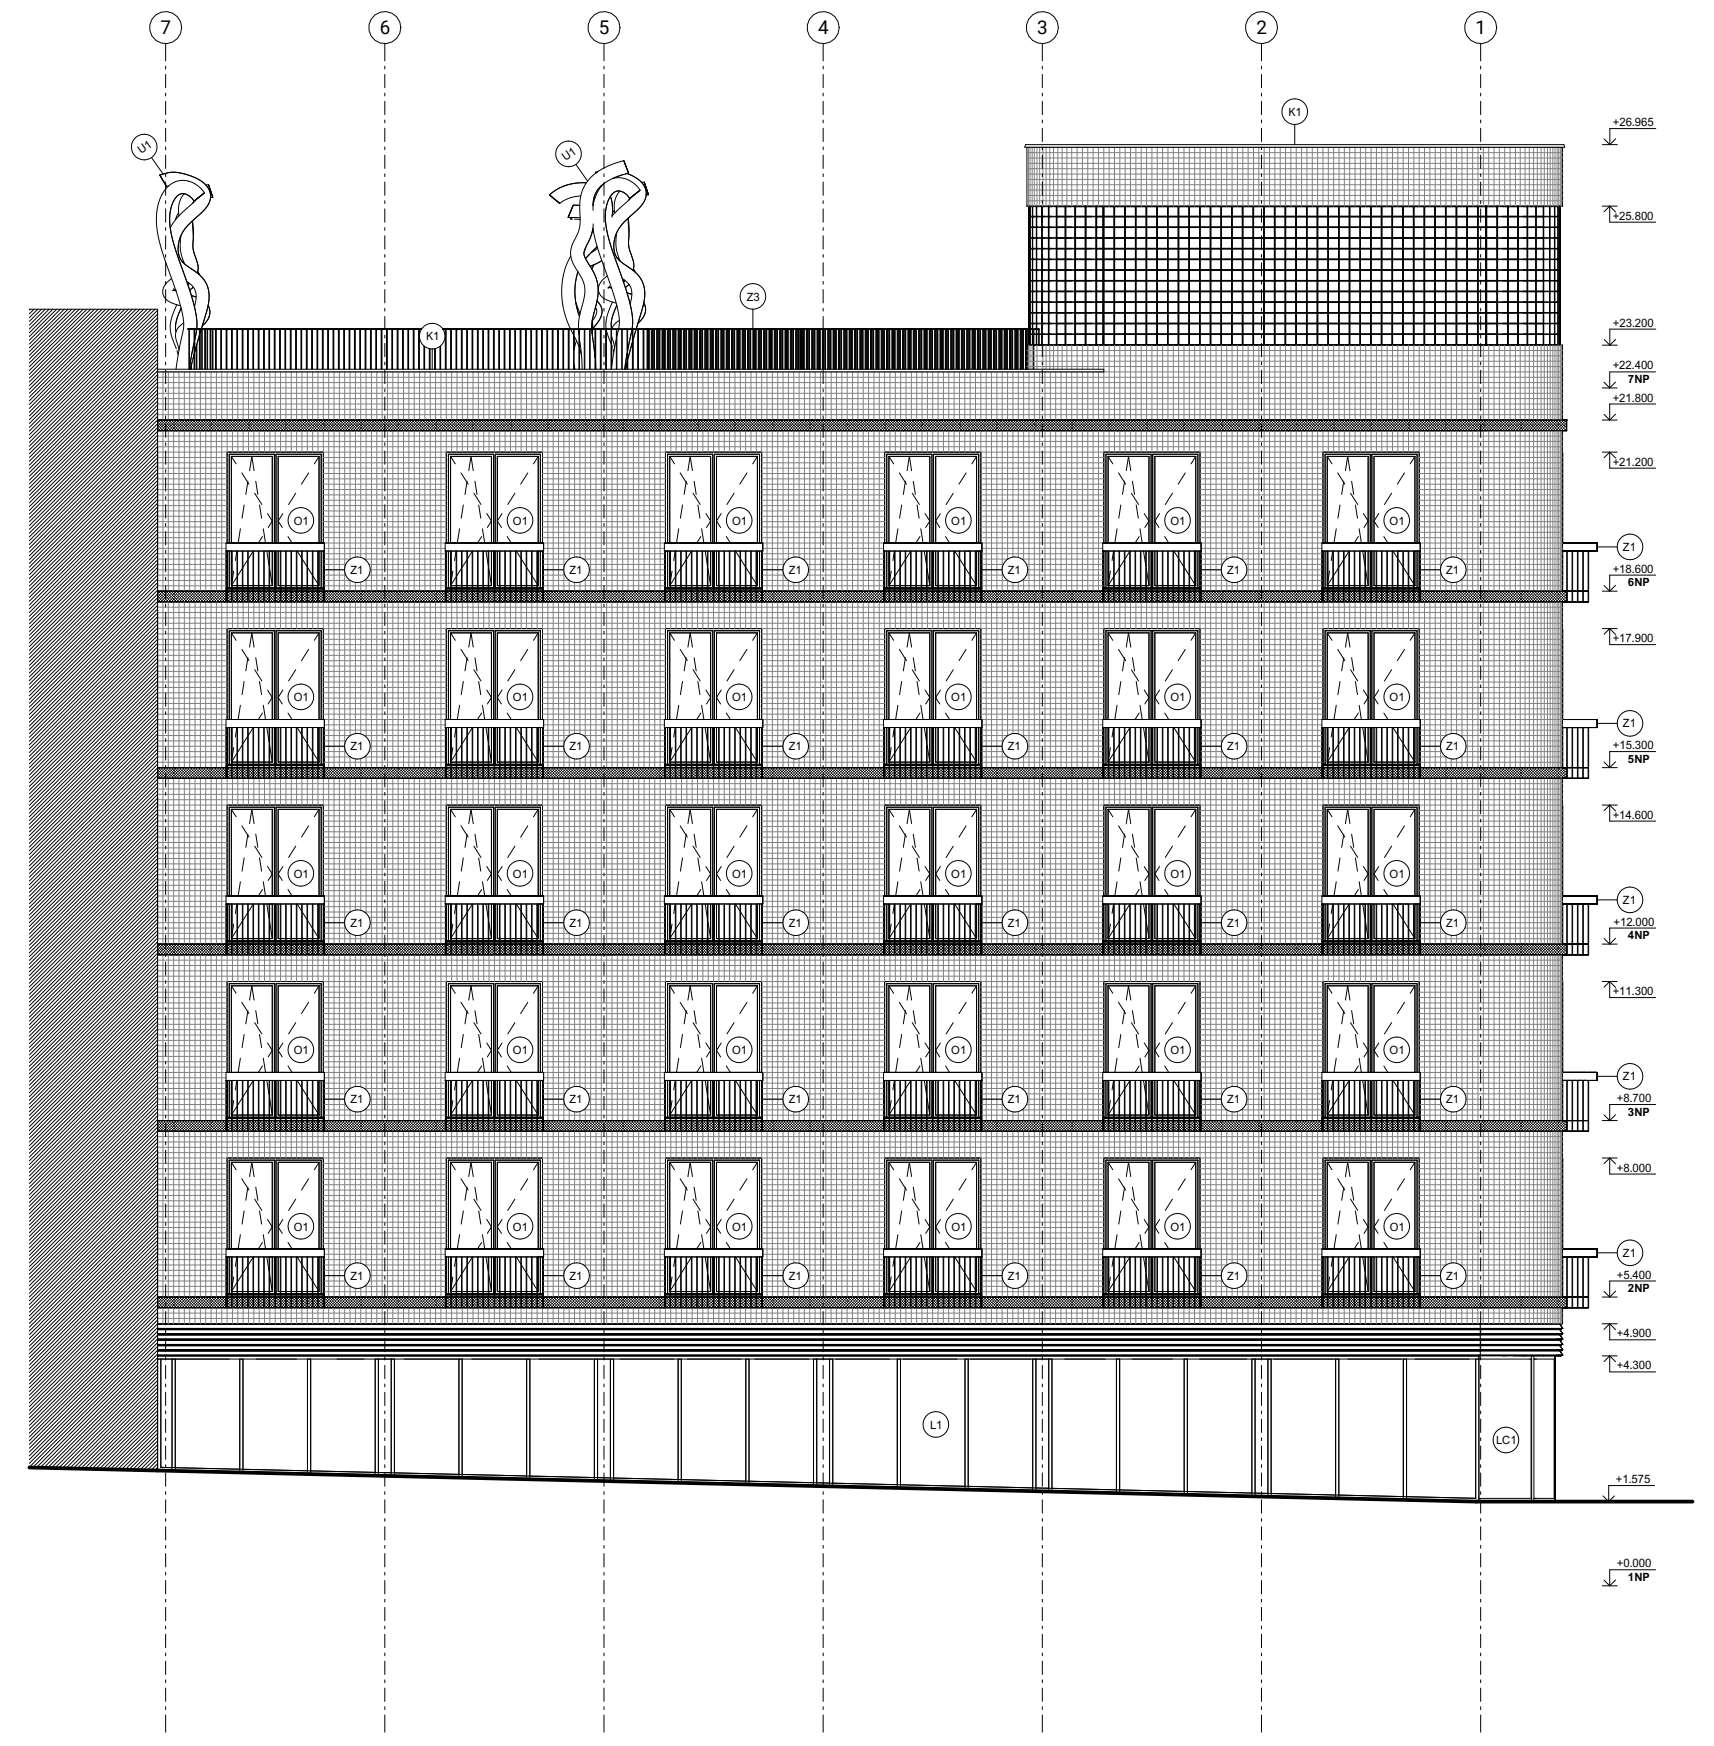 7 6 5 4 3 2 1
K1
+26.965
U1 U1
+25.800
Z3
+23.200
K1
+22.400
7NP
+21.800
+21.200
O1 O1 O1 O1 O1 O1
Z1
Z1 Z1 Z1 Z1 Z1 Z1
+18.600
6NP
+17.900
O1 O1 O1 O1 O1 O1
Z1
Z1 Z1 Z1 Z1 Z1 Z1
+15.300
5NP
+14.600
O1 O1 O1 O1 O1 O1
Z1
Z1 Z1 Z1 Z1 Z1 Z1
+12.000
4NP
+11.300
O1 O1 O1 O1 O1 O1
Z1
Z1 Z1 Z1 Z1 Z1 Z1
+8.700
3NP
+8.000
O1 O1 O1 O1 O1 O1
Z1
Z1 Z1 Z1 Z1 Z1 Z1
+5.400
2NP
+4.900
+4.300
L1
LC1
+1.575
+0.000
1NP